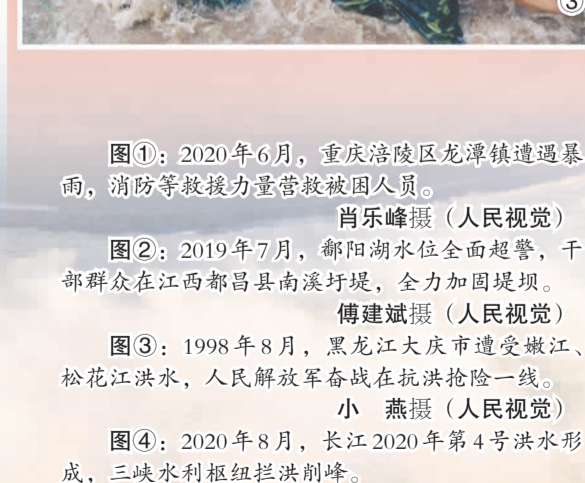 ③
图①：2020年6月，重庆涪陵区龙潭镇遭遇暴
雨，消防等救援力量营救被困人员。
肖乐峰摄（人民视觉）
图②：2019年7月，鄱阳湖水位全面超警，干
部群众在江西都昌县南溪圩堤，全力加固堤坝。
傅建斌摄（人民视觉）
图③：1998年8月，黑龙江大庆市遭受嫩江、
松花江洪水，人民解放军奋战在抗洪抢险一线。
小　燕摄（人民视觉）
图④：2020年8月，长江2020年第4号洪水形
成，三峡水利枢纽拦洪削峰。